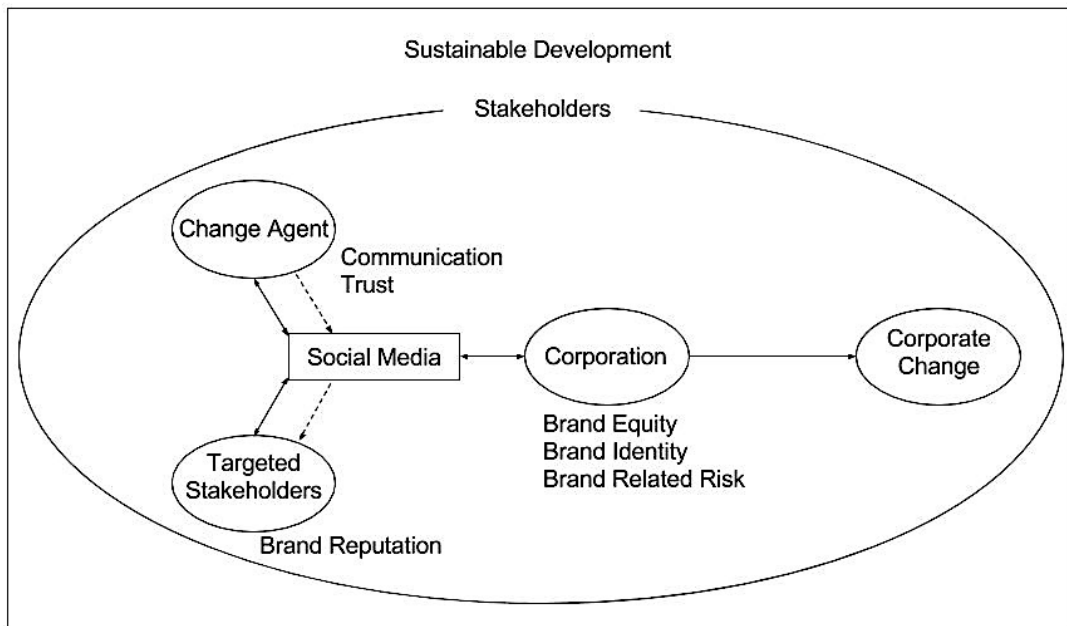 Sustainable Development
Stakeholders
Change Agent
Communication
Trust
Social Media
Corporation
Corporate
Change
Brand Equity
Brand Identity
Brand Related Risk
Targeted
Stakeholders
Brand Reputation